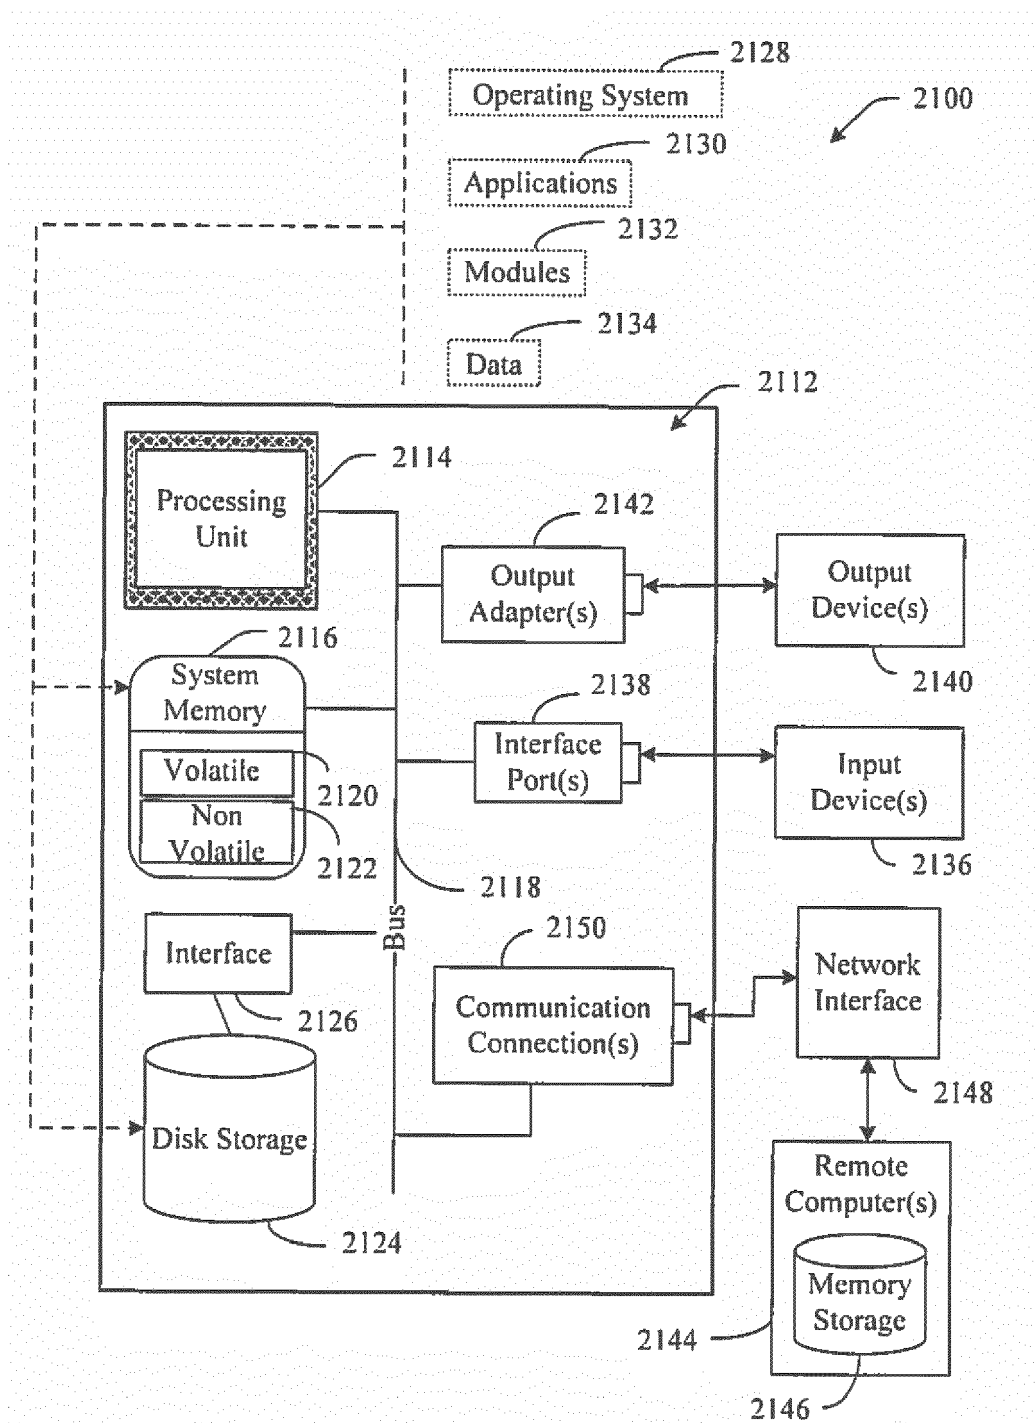 2128
Operating System
2100
2130
Applications
2132
Modules
2134
Data
2112
2114
Processing
Unit
2142
Output
Adapter(s)
Output
Device(s)
2140
2116
System
Memory
2138
Interface
Port(s)
Input
Device(s)
2136
Volatile
2120
Non
Volatile
2122
2118
Bus
2150
Interface
2126
Communication
Connection(s)
Network
Interface
2148
Disk Storage
2124
Remote
Computer(s)
Memory
Storage
2144
2146